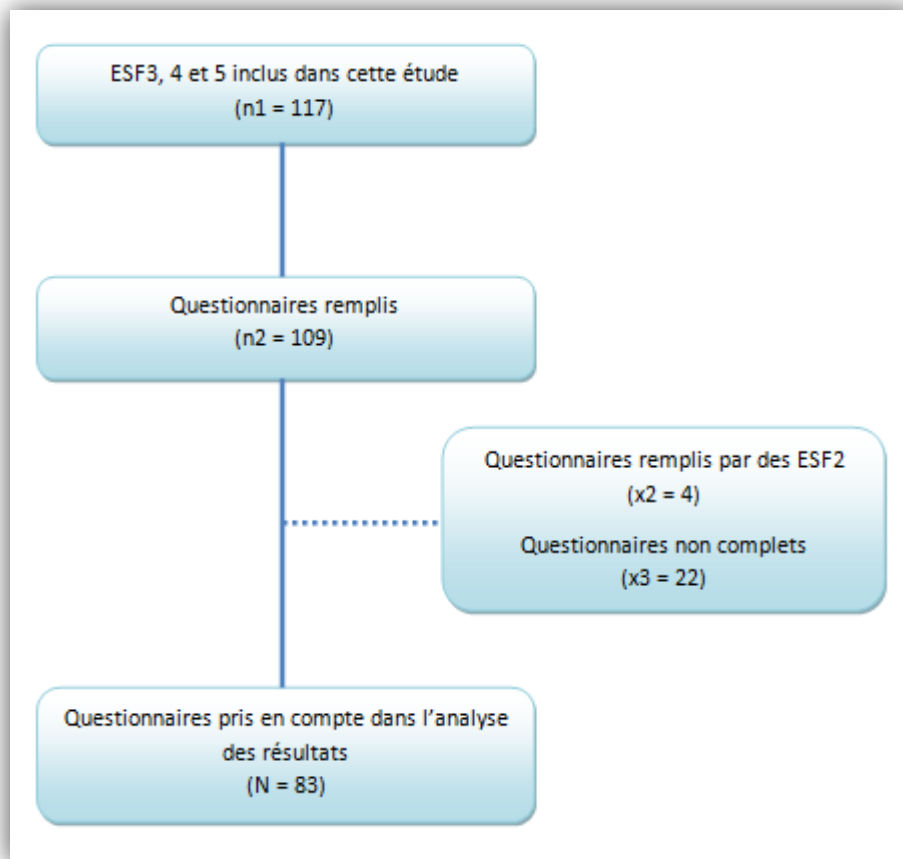 ESF3, 4 et 5 inclus dans cette étude
(n1 = 117)
Questionnaires remplis
(n2 = 109)
Questionnaires remplis par des ESF2
(x2 = 4)
Questionnaires non complets
(x3 = 22)
Questionnaires pris en compte dans l'analyse
des résultats
(N = 83)